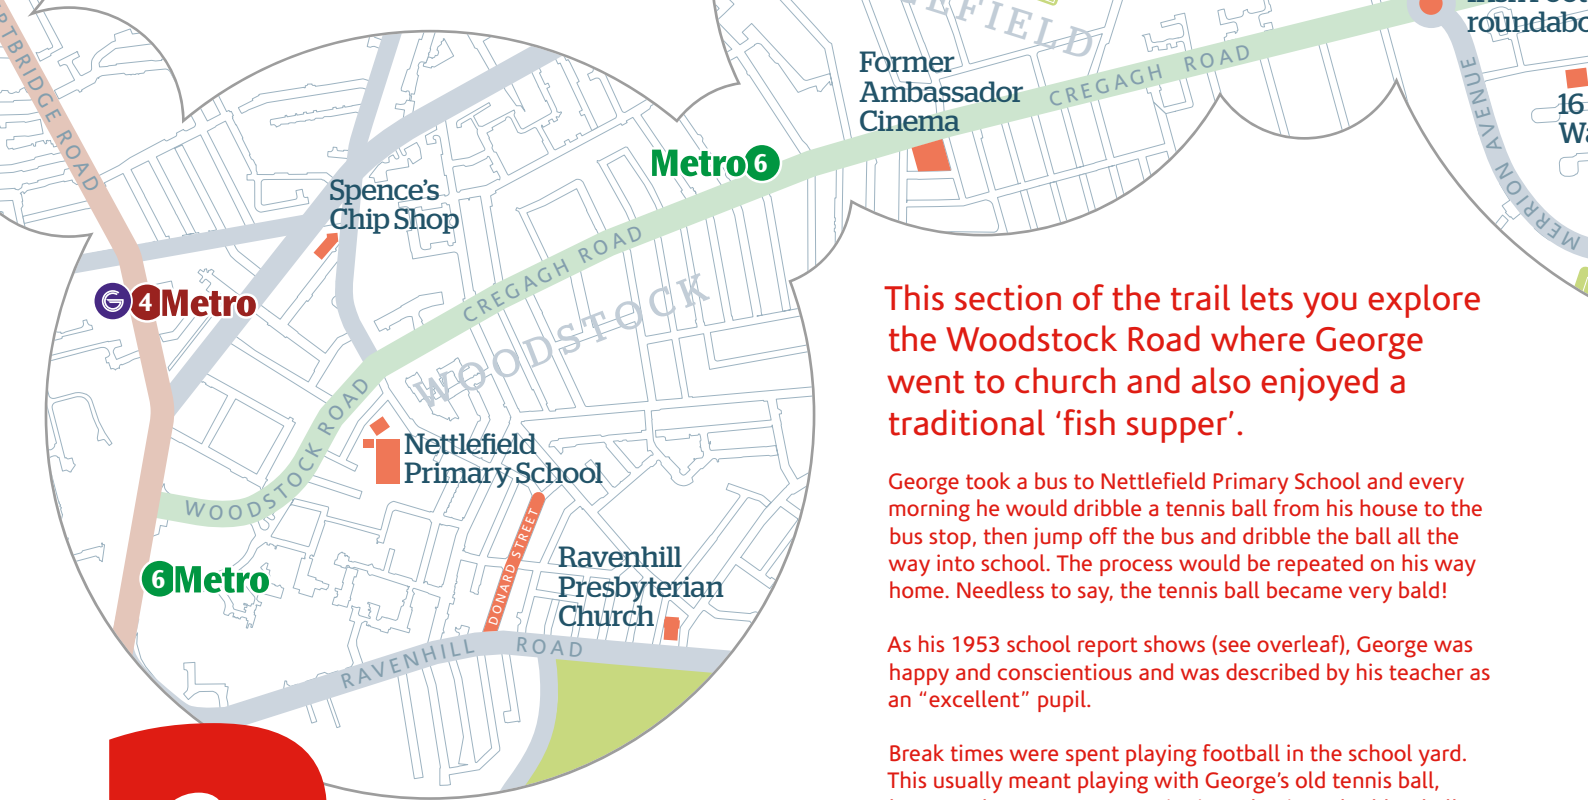 ROAD
EFIELD
roundabo
Former
Ambassador
Cinema
CREGAGH ROAD
MERRION AVENUE
16
Wa
Metro 6
Spence's
Chip Shop
CREGAGH ROAD
WOODSTOCK
G 4 Metro
WOODSTOCK ROAD
Nettlefield
Primary School
DONARD STREET
Ravenhill
Presbyterian
Church
6 Metro
RAVENHILL ROAD
This section of the trail lets you explore
the Woodstock Road where George
went to church and also enjoyed a
traditional ‘fish supper’.
George took a bus to Nettlefield Primary School and every
morning he would dribble a tennis ball from his house to the
bus stop, then jump off the bus and dribble the ball all the
way into school. The process would be repeated on his way
home. Needless to say, the tennis ball became very bald!
As his 1953 school report shows (see overleaf), George was
happy and conscientious and was described by his teacher as
an “excellent” pupil.
Break times were spent playing football in the school yard.
This usually meant playing with George’s old tennis ball,